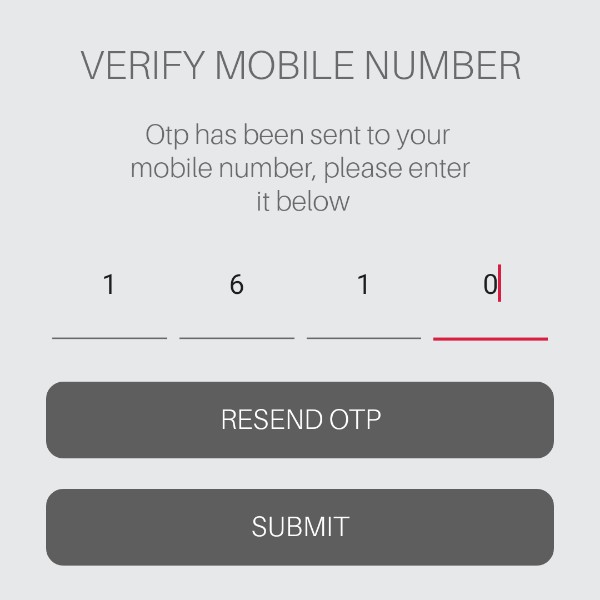 VERIFY MOBILE NUMBER
Otp has been sent to your
mobile number, please enter
it below
1 6 1 0
RESEND OTP
SUBMIT